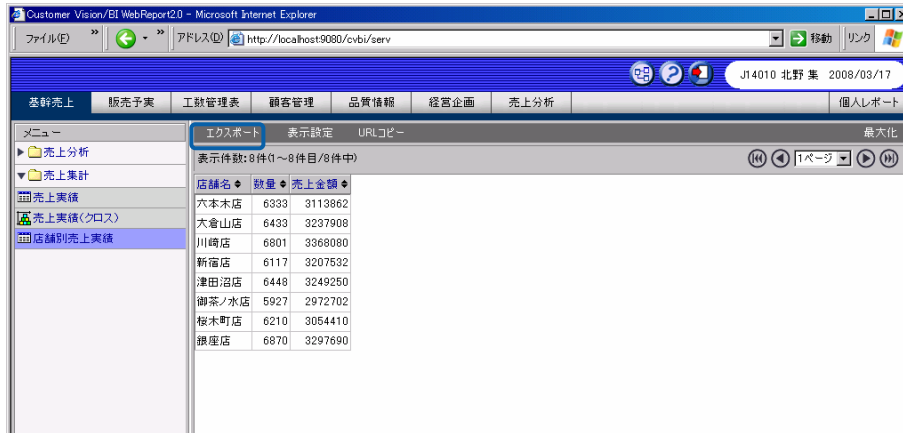 Customer Vision/BI WebReport2.0 - Microsoft Internet Explorer
ファイル(F) » » アドレス(D) http://localhost:9080/cvbi/serv 移動 リンク
J14010 北野 集 2008/03/17
基幹売上 販売予実 工数管理表 顧客管理 品質情報 経営企画 売上分析 個人レポート
メニュー エクスポート 表示設定 URLコピー 最大化
▶売上分析 表示件数:8件(1～8件目/8件中) 1ページ
▼売上集計
店舗名 数量 売上金額
売上実績 六本木店 6333 3113862
売上実績(クロス) 大倉山店 6433 3237908
店舗別売上実績 川崎店 6801 3368080
新宿店 6117 3207532
津田沼店 6448 3249250
御茶ノ水店 5927 2972702
桜木町店 6210 3054410
銀座店 6870 3297690